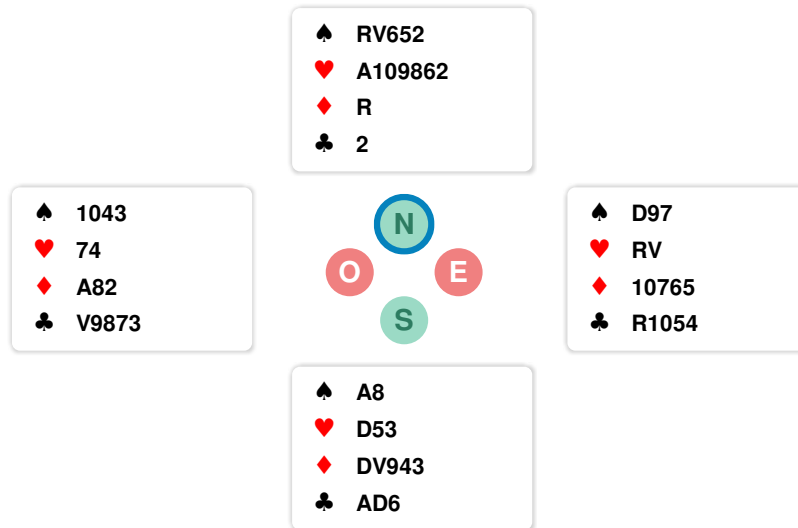 ♠ RV652
♥ A109862
♦ R
♣ 2
♠ 1043
♥ 74
♦ A82
♣ V9873
N
O E
S
♠ D97
♥ RV
♦ 10765
♣ R1054
♠ A8
♥ D53
♦ DV943
♣ AD6